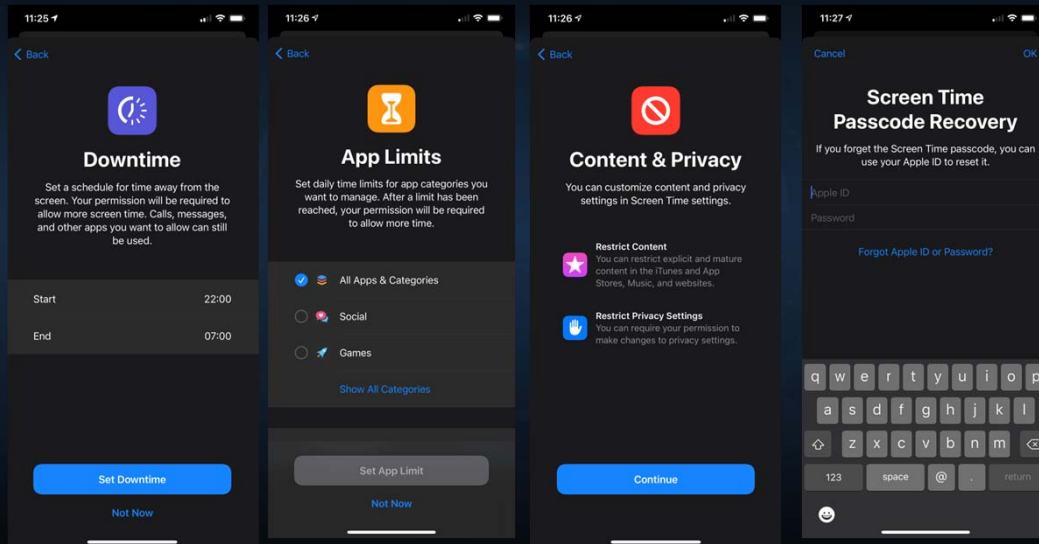 11:25
Back
Downtime
Set a schedule for time away from the
screen. Your permission will be required to
allow more screen time. Calls, messages,
and other apps you want to allow can still
be used.
Start 22:00
End 07:00
Set Downtime
Not Now
11:26
Back
App Limits
Set daily time limits for app categories you
want to manage. After a limit has been
reached, your permission will be required
to allow more time.
All Apps & Categories
Social
Games
Show All Categories
Set App Limit
Not Now
11:26
Back
Content & Privacy
You can customize content and privacy
settings in Screen Time settings.
Restrict Content
You can restrict explicit and mature
content in the iTunes and App
Stores, Music, and websites.
Restrict Privacy Settings
You can require your permission to
make changes to privacy settings.
Continue
11:27
Cancel OK
Screen Time
Passcode Recovery
If you forget the Screen Time passcode, you can
use your Apple ID to reset it.
Apple ID
Password
Forgot Apple ID or Password?
q w e r t y u i o p
a s d f g h j k l
z x c v b n m
123 space @ . return